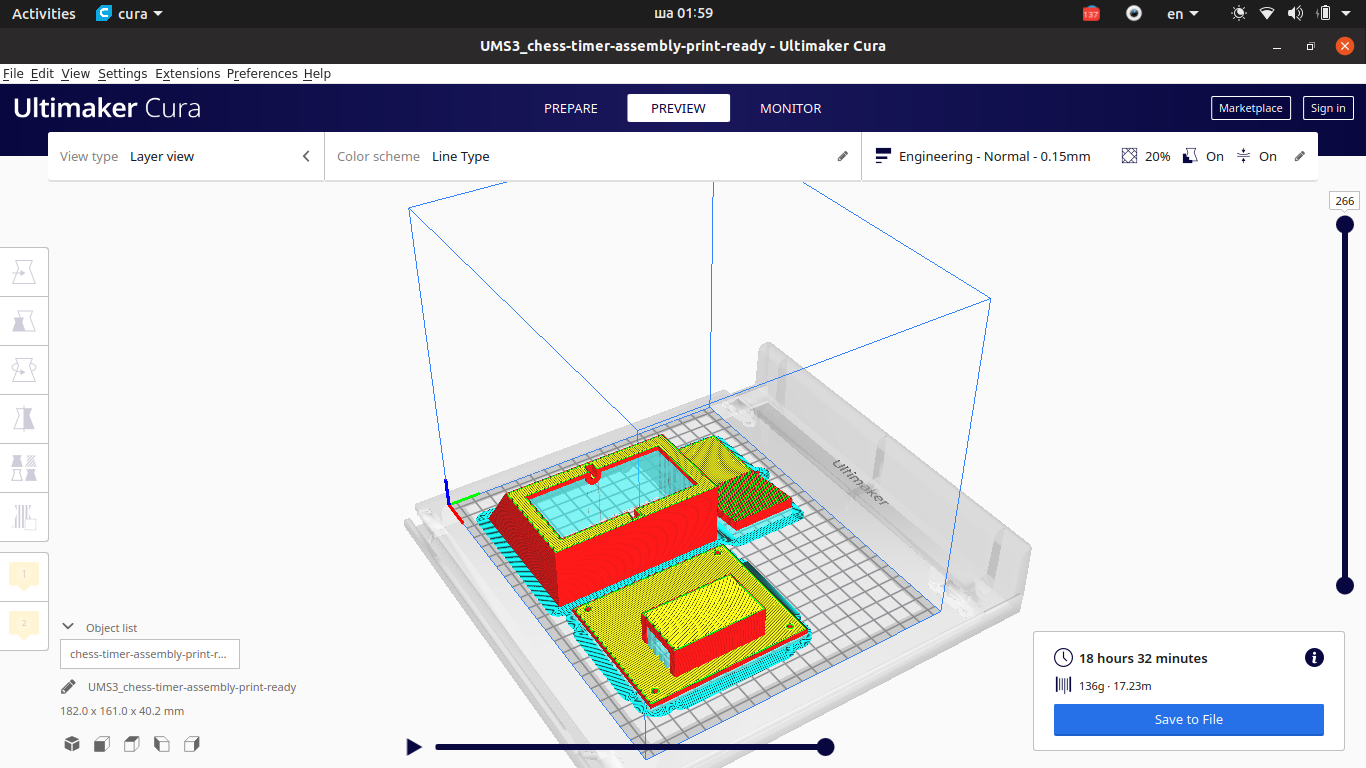 Activities cura ша 01:59 137 en
UMS3_chess-timer-assembly-print-ready - Ultimaker Cura
File Edit View Settings Extensions Preferences Help
Ultimaker Cura PREPARE PREVIEW MONITOR Marketplace Sign in
View type Layer view Color scheme Line Type Engineering - Normal - 0.15mm 20% On On
266
Ultimaker
1
2
Object list
chess-timer-assembly-print-r...
UMS3_chess-timer-assembly-print-ready
182.0 x 161.0 x 40.2 mm
18 hours 32 minutes
136g · 17.23m
Save to File